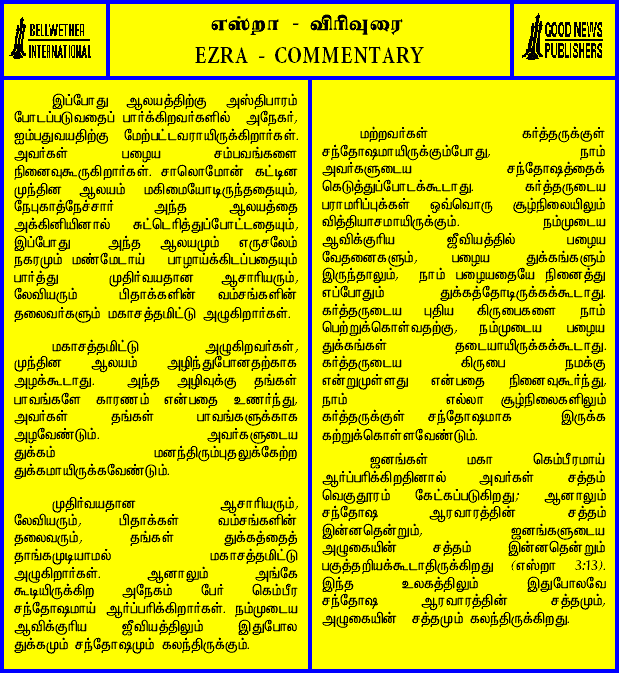 BELLWETHER
INTERNATIONAL
எஸ்றா - விரிவுரை
EZRA - COMMENTARY
GOOD NEWS
PUBLISHERS
இப்போது ஆலயத்திற்கு அஸ்திபாரம்
போடப்படுவதைப் பார்க்கிறவர்களில் அநேகர்,
ஐம்பதுவயதிற்கு மேற்பட்டவராயிருக்கிறார்கள்.
அவர்கள் பழைய சம்பவங்களை
நினைவுகூருகிறார்கள். சாலொமோன் கட்டின
முந்தின ஆலயம் மகிமையோடிருந்ததையும்,
நேபுகாத்நேச்சார் அந்த ஆலயத்தை
அக்கினியினால் சுட்டெரித்துப்போட்டதையும்,
இப்போது அந்த ஆலயமும் எருசலேம்
நகரமும் மண்மேடாய் பாழாய்க்கிடப்பதையும்
பார்த்து முதிர்வயதான ஆசாரியரும்,
லேவியரும் பிதாக்களின் வம்சங்களின்
தலைவர்களும் மகாசத்தமிட்டு அழுகிறார்கள்.
மகாசத்தமிட்டு அழுகிறவர்கள்,
முந்தின ஆலயம் அழிந்துபோனதற்காக
அழக்கூடாது. அந்த அழிவுக்கு தங்கள்
பாவங்களே காரணம் என்பதை உணர்ந்து,
அவர்கள் தங்கள் பாவங்களுக்காக
அழவேண்டும். அவர்களுடைய
துக்கம் மனந்திரும்புதலுக்கேற்ற
துக்கமாயிருக்கவேண்டும்.
முதிர்வயதான ஆசாரியரும்,
லேவியரும், பிதாக்கள் வம்சங்களின்
தலைவரும், தங்கள் துக்கத்தைத்
தாங்கமுடியாமல் மகாசத்தமிட்டு
அழுகிறார்கள். ஆனாலும் அங்கே
கூடியிருக்கிற அநேகம் பேர் கெம்பீர
சந்தோஷமாய் ஆர்ப்பரிக்கிறார்கள். நம்முடைய
ஆவிக்குரிய ஜீவியத்திலும் இதுபோல
துக்கமும் சந்தோஷமும் கலந்திருக்கும்.
மற்றவர்கள் கர்த்தருக்குள்
சந்தோஷமாயிருக்கும்போது, நாம்
அவர்களுடைய சந்தோஷத்தைக்
கெடுத்துப்போடக்கூடாது. கர்த்தருடைய
பராமரிப்புக்கள் ஒவ்வொரு சூழ்நிலையிலும்
வித்தியாசமாயிருக்கும். நம்முடைய
ஆவிக்குரிய ஜீவியத்தில் பழைய
வேதனைகளும், பழைய துக்கங்களும்
இருந்தாலும், நாம் பழையதையே நினைத்து
எப்போதும் துக்கத்தோடிருக்கக்கூடாது.
கர்த்தருடைய புதிய கிருபைகளை நாம்
பெற்றுக்கொள்வதற்கு, நம்முடைய பழைய
துக்கங்கள் தடையாயிருக்கக்கூடாது.
கர்த்தருடைய கிருபை நமக்கு
என்றுமுள்ளது என்பதை நினைவுகூர்ந்து,
நாம் எல்லா சூழ்நிலைகளிலும்
கர்த்தருக்குள் சந்தோஷமாக இருக்க
கற்றுக்கொள்ளவேண்டும்.
ஜனங்கள் மகா கெம்பீரமாய்
ஆர்ப்பரிக்கிறதினால் அவர்கள் சத்தம்
வெகுதூரம் கேட்கப்படுகிறது; ஆனாலும்
சந்தோஷ ஆரவாரத்தின் சத்தம்
இன்னதென்றும், ஜனங்களுடைய
அழுகையின் சத்தம் இன்னதென்றும்
பகுத்தறியக்கூடாதிருக்கிறது (எஸ்றா 3:13).
இந்த உலகத்திலும் இதுபோலவே
சந்தோஷ ஆரவாரத்தின் சத்தமும்,
அழுகையின் சத்தமும் கலந்திருக்கிறது.